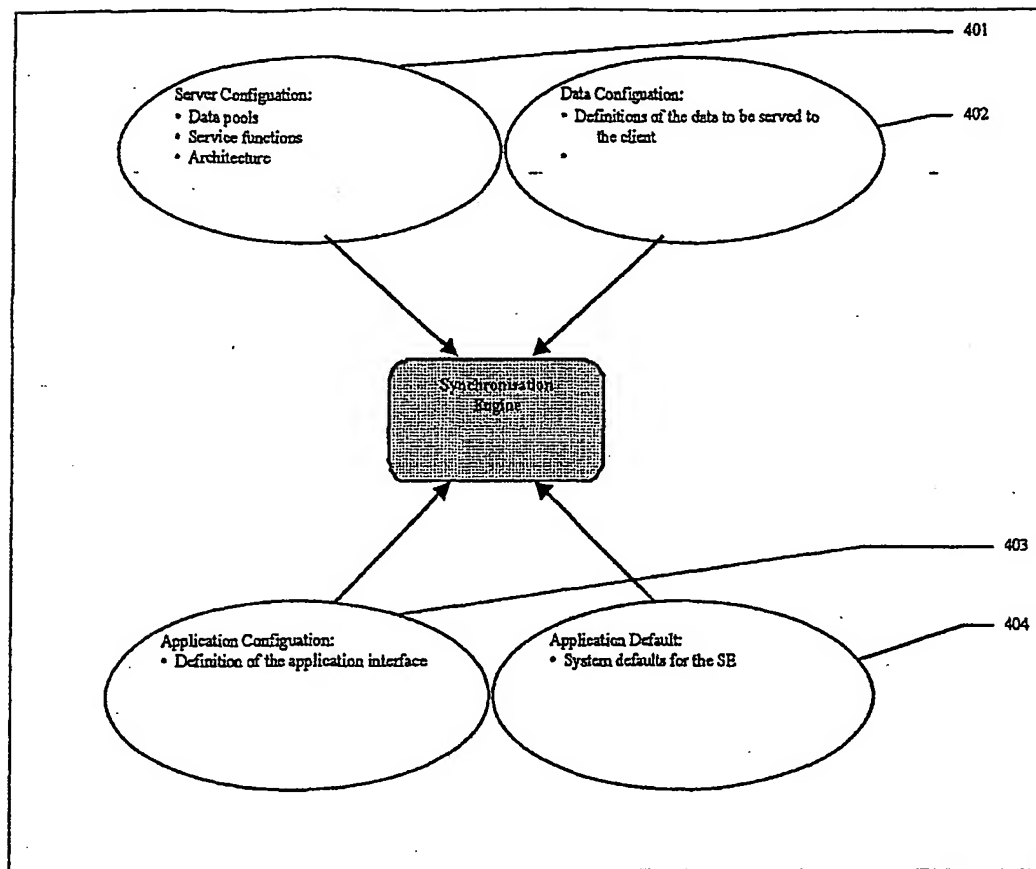 401
Server Configuation:
• Data pools
• Service functions
• Architecture
Data Configuation:
• Definitions of the data to be served to
the client
•
402
Synchronisation
Engine
403
Application Configuation:
• Definition of the application interface
Application Default:
• System defaults for the SE
404